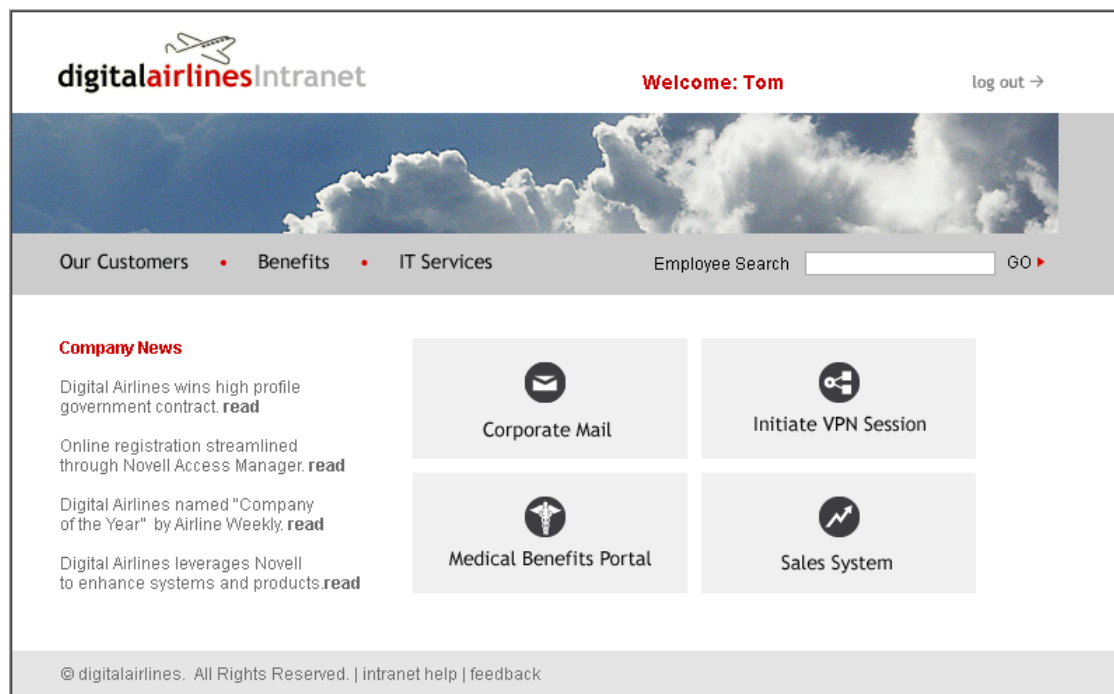 digitalairlinesIntranet
Welcome: Tom
log out →
Our Customers • Benefits • IT Services
Employee Search GO
Company News
Digital Airlines wins high profile
government contract. read
Online registration streamlined
through Novell Access Manager. read
Digital Airlines named "Company
of the Year" by Airline Weekly. read
Digital Airlines leverages Novell
to enhance systems and products.read
Corporate Mail
Initiate VPN Session
Medical Benefits Portal
Sales System
© digitalairlines. All Rights Reserved. | intranet help | feedback